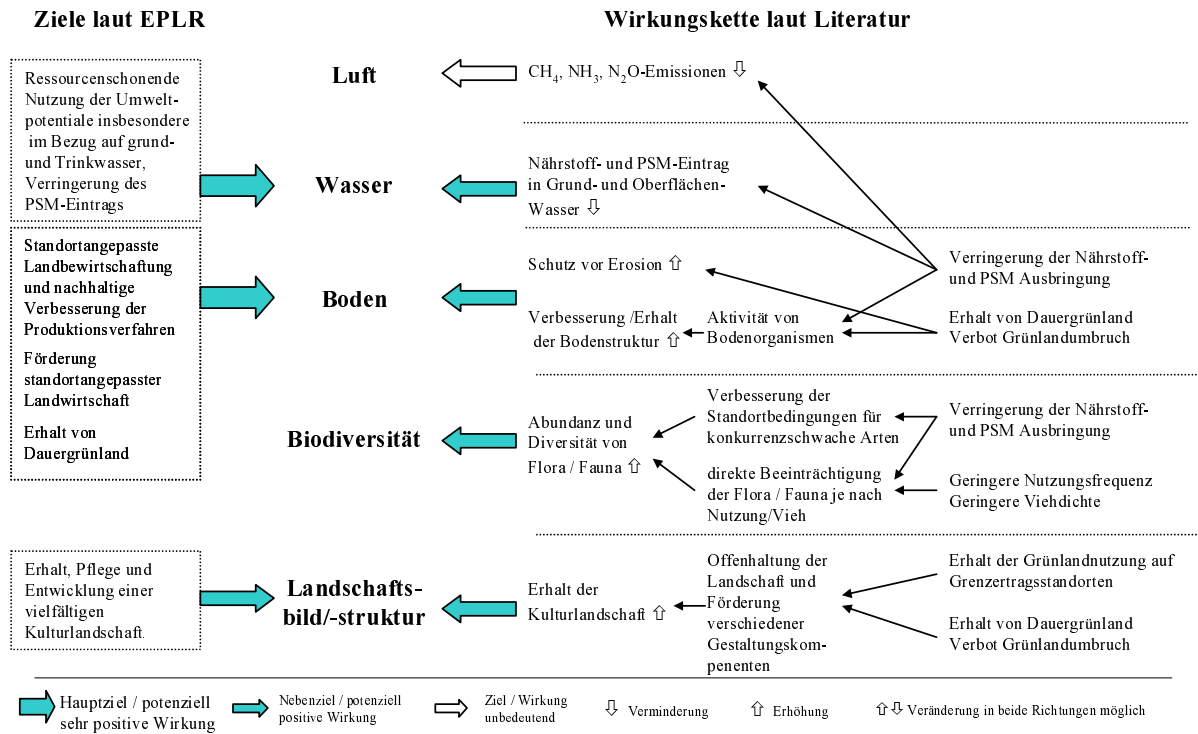 Ziele laut EPLR
Wirkungskette laut Literatur
Ressourcenschonende
Nutzung der Umwelt-
potentiale insbesondere
im Bezug auf grund-
und Trinkwasser,
Verringerung des
PSM-Eintrags
Standortangepasste
Landbewirtschaftung
und nachhaltige
Verbesserung der
Produktionsverfahren
Förderung
standortangepasster
Landwirtschaft
Erhalt von
Dauergrünland
Erhalt, Pflege und
Entwicklung einer
vielfältigen
Kulturlandschaft.
Luft
Wasser
Boden
Biodiversität
Landschafts-
bild/-struktur
CH₄, NH₃, N₂O-Emissionen ⇩
Nährstoff- und PSM-Eintrag
in Grund- und Oberflächen-
Wasser ⇩
Schutz vor Erosion ⇧
Verbesserung /Erhalt
der Bodenstruktur ⇧
Aktivität von
Bodenorganismen
Verringerung der Nährstoff-
und PSM Ausbringung
Erhalt von Dauergrünland
Verbot Grünlandumbruch
Abundanz und
Diversität von
Flora / Fauna ⇧
Verbesserung der
Standortbedingungen für
konkurrenzschwache Arten
direkte Beeinträchtigung
der Flora / Fauna je nach
Nutzung/Vieh
Verringerung der Nährstoff-
und PSM Ausbringung
Geringere Nutzungsfrequenz
Geringere Viehdichte
Erhalt der
Kulturlandschaft ⇧
Offenhaltung der
Landschaft und
Förderung
verschiedener
Gestaltungskom-
ponenten
Erhalt der Grünlandnutzung auf
Grenzertragsstandorten
Erhalt von Dauergrünland
Verbot Grünlandumbruch
Hauptziel / potenziell
sehr positive Wirkung
Nebenziel / potenziell
positive Wirkung
Ziel / Wirkung
unbedeutend
⇩ Verminderung
⇧ Erhöhung
⇧⇩ Veränderung in beide Richtungen möglich